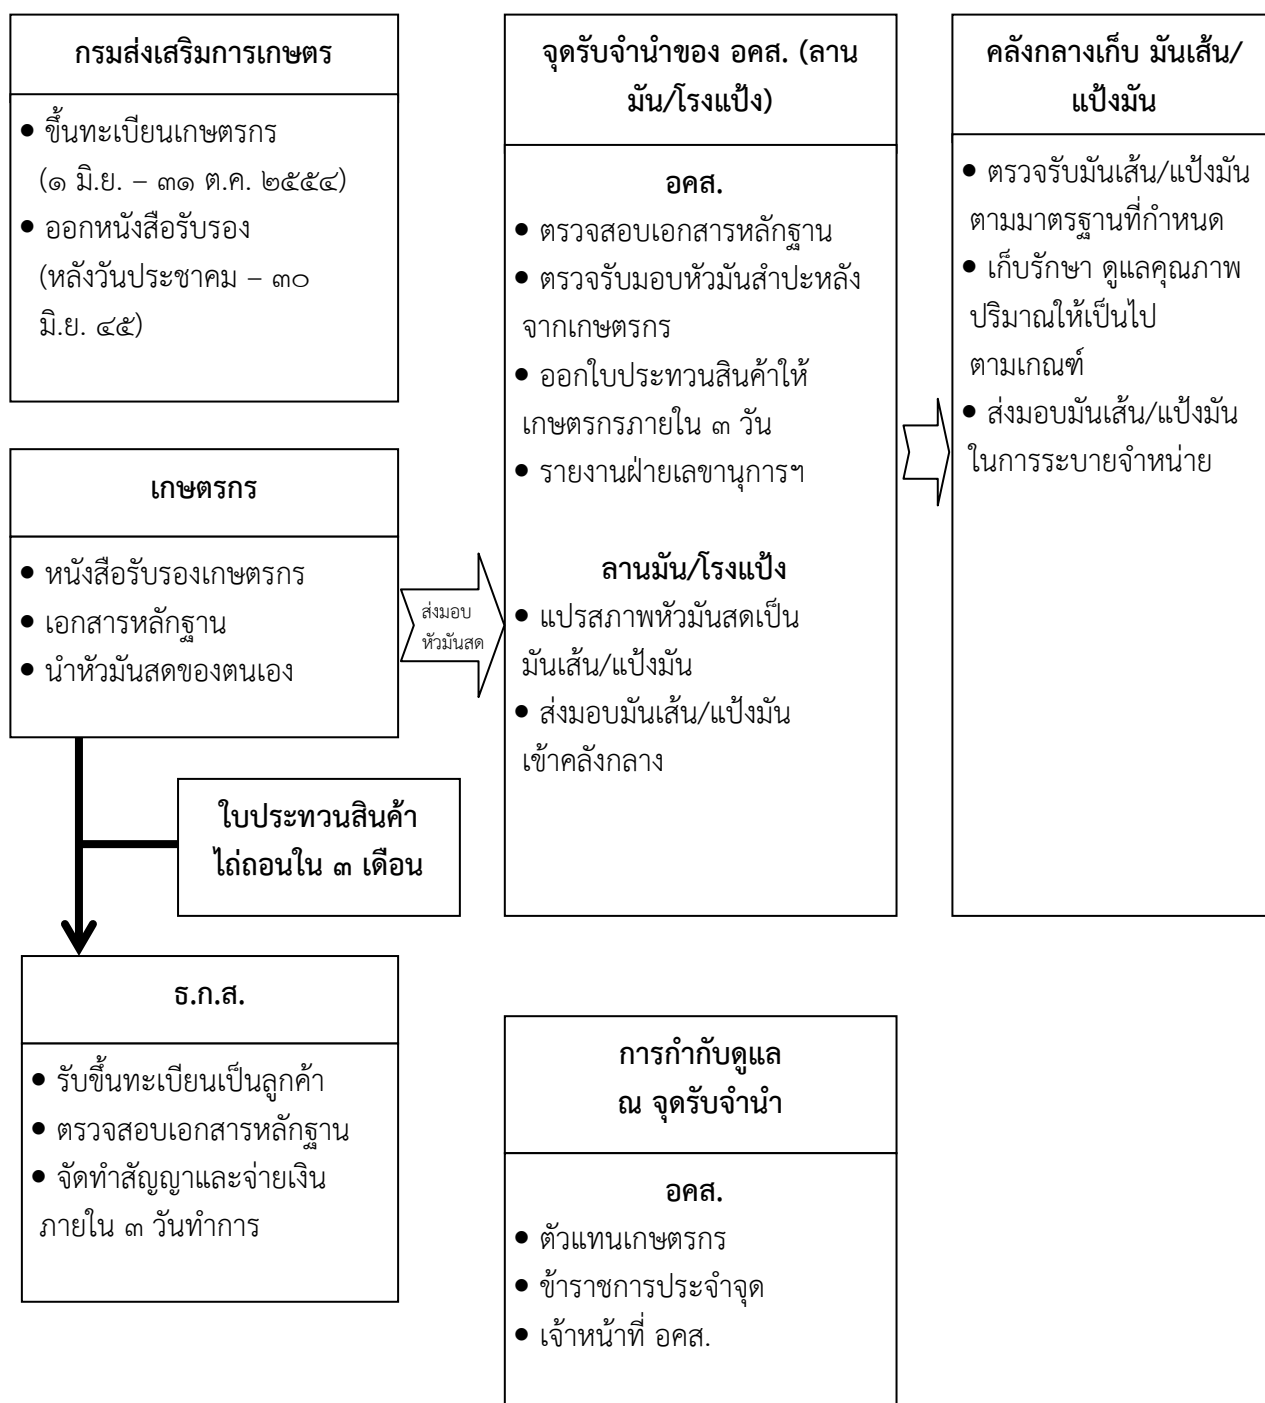 กรมส่งเสริมการเกษตร
• ขึ้นทะเบียนเกษตรกร
(๑ มิ.ย. – ๓๑ ต.ค. ๒๕๕๔)
• ออกหนังสือรับรอง
(หลังวันประชาคม – ๓๐
มิ.ย. ๔๕)
เกษตรกร
• หนังสือรับรองเกษตรกร
• เอกสารหลักฐาน
• นำหัวมันสดของตนเอง
ส่งมอบ
หัวมันสด
ใบประทวนสินค้า
ไถ่ถอนใน ๓ เดือน
ธ.ก.ส.
• รับขึ้นทะเบียนเป็นลูกค้า
• ตรวจสอบเอกสารหลักฐาน
• จัดทำสัญญาและจ่ายเงิน
ภายใน ๓ วันทำการ
จุดรับจำนำของ อคส. (ลาน
มัน/โรงแป้ง)
อคส.
• ตรวจสอบเอกสารหลักฐาน
• ตรวจรับมอบหัวมันสำปะหลัง
จากเกษตรกร
• ออกใบประทวนสินค้าให้
เกษตรกรภายใน ๓ วัน
• รายงานฝ่ายเลขานุการฯ
ลานมัน/โรงแป้ง
• แปรสภาพหัวมันสดเป็น
มันเส้น/แป้งมัน
• ส่งมอบมันเส้น/แป้งมัน
เข้าคลังกลาง
การกำกับดูแล
ณ จุดรับจำนำ
อคส.
• ตัวแทนเกษตรกร
• ข้าราชการประจำจุด
• เจ้าหน้าที่ อคส.
คลังกลางเก็บ มันเส้น/
แป้งมัน
• ตรวจรับมันเส้น/แป้งมัน
ตามมาตรฐานที่กำหนด
• เก็บรักษา ดูแลคุณภาพ
ปริมาณให้เป็นไป
ตามเกณฑ์
• ส่งมอบมันเส้น/แป้งมัน
ในการระบายจำหน่าย